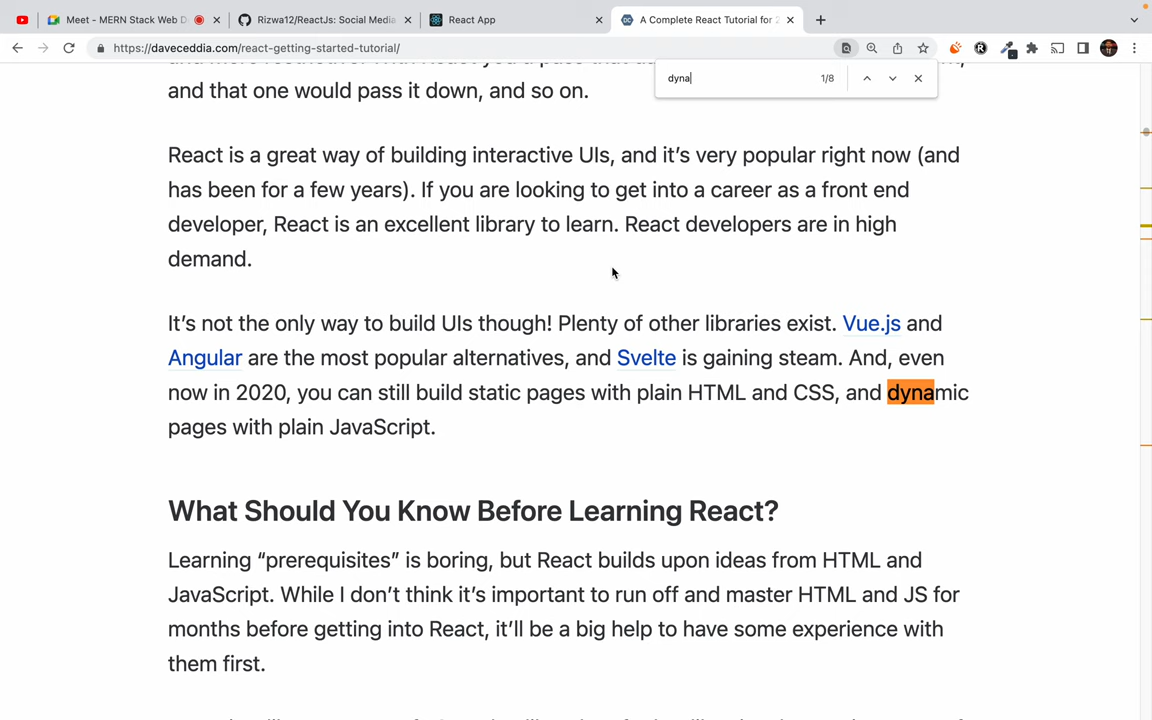 Meet - MERN Stack Web D
Rizwa12/ReactJs: Social Media
React App
A Complete React Tutorial for 2
https://daveceddia.com/react-getting-started-tutorial/
dyna
1/8
and that one would pass it down, and so on.
React is a great way of building interactive UIs, and it’s very popular right now (and
has been for a few years). If you are looking to get into a career as a front end
developer, React is an excellent library to learn. React developers are in high
demand.
It’s not the only way to build UIs though! Plenty of other libraries exist. Vue.js and
Angular are the most popular alternatives, and Svelte is gaining steam. And, even
now in 2020, you can still build static pages with plain HTML and CSS, and dynamic
pages with plain JavaScript.
What Should You Know Before Learning React?
Learning “prerequisites” is boring, but React builds upon ideas from HTML and
JavaScript. While I don’t think it’s important to run off and master HTML and JS for
months before getting into React, it’ll be a big help to have some experience with
them first.